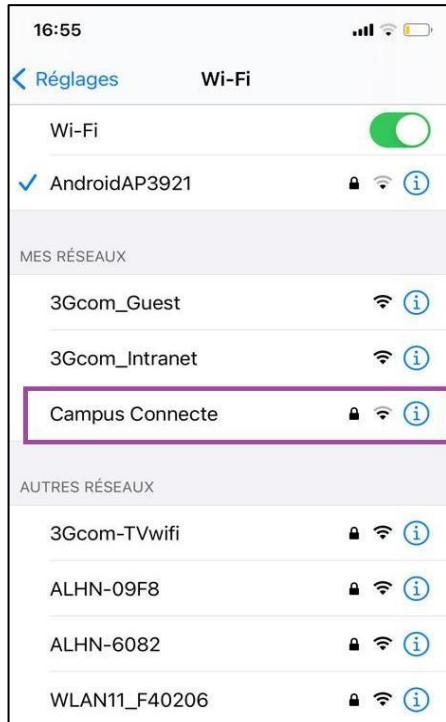 16:55
Réglages Wi-Fi
Wi-Fi
AndroidAP3921
MES RÉSEAUX
3Gcom_Guest
3Gcom_Intranet
Campus Connecte
AUTRES RÉSEAUX
3Gcom-TVwifi
ALHN-09F8
ALHN-6082
WLAN11_F40206